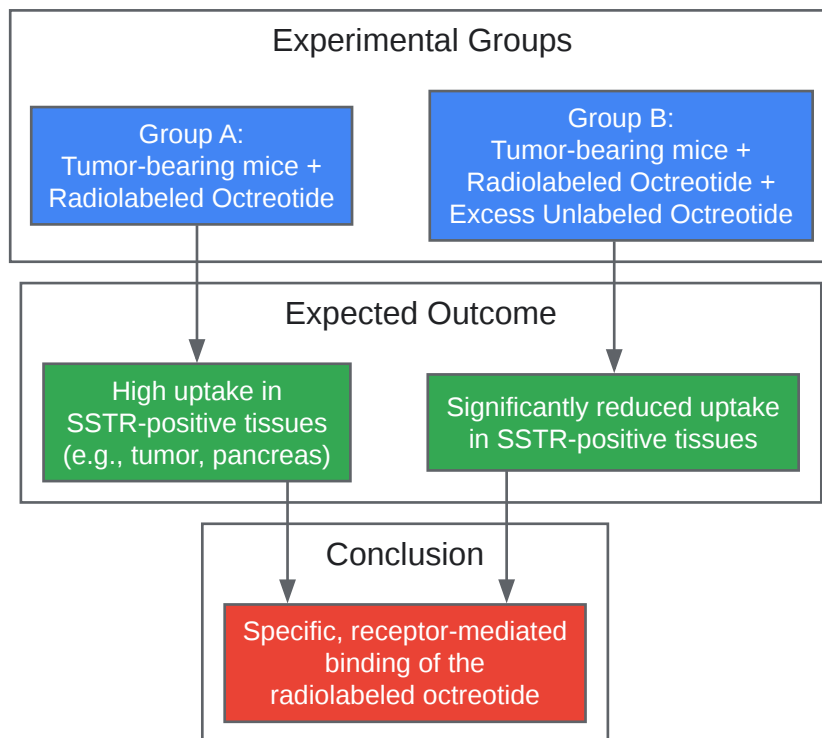 Experimental Groups
Group A:
Tumor-bearing mice +
Radiolabeled Octreotide
Group B:
Tumor-bearing mice +
Radiolabeled Octreotide +
Excess Unlabeled Octreotide
Expected Outcome
High uptake in
SSTR-positive tissues
(e.g., tumor, pancreas)
Significantly reduced uptake
in SSTR-positive tissues
Conclusion
Specific, receptor-mediated
binding of the
radiolabeled octreotide